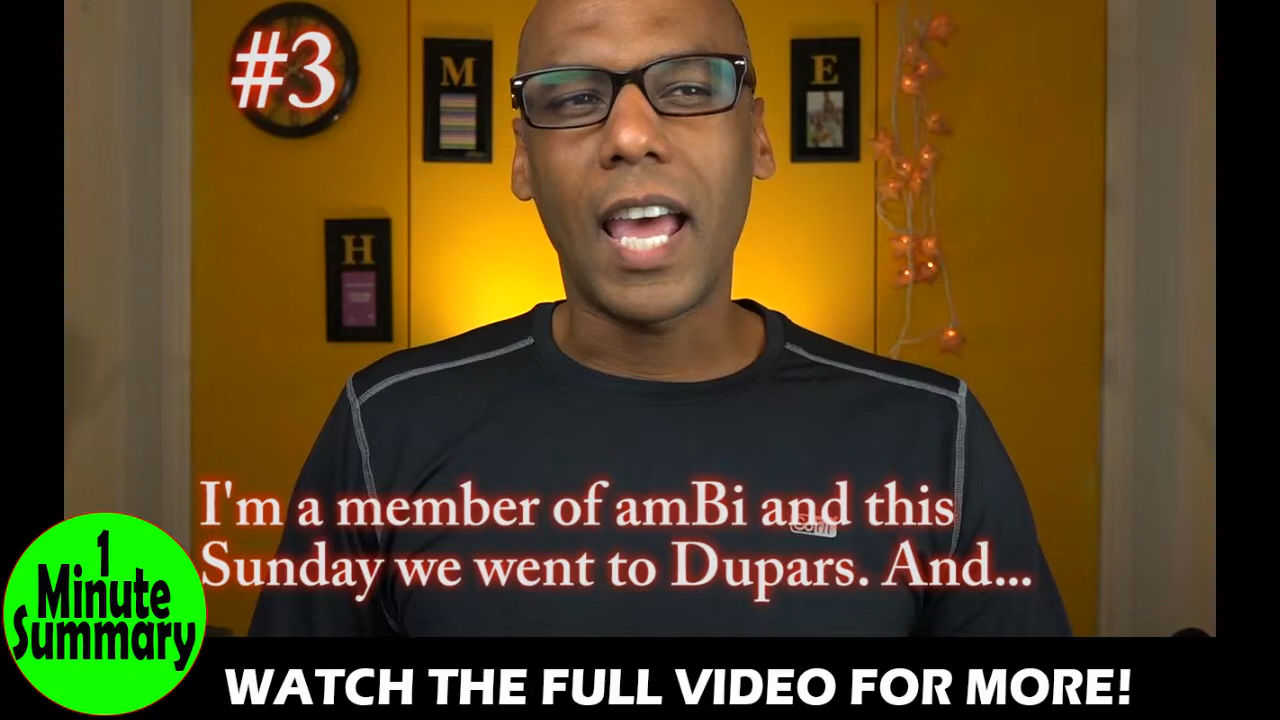 #3
M
E
H
I'm a member of amBi and this
Sunday we went to Dupars. And...
1
Minute
Summary
WATCH THE FULL VIDEO FOR MORE!